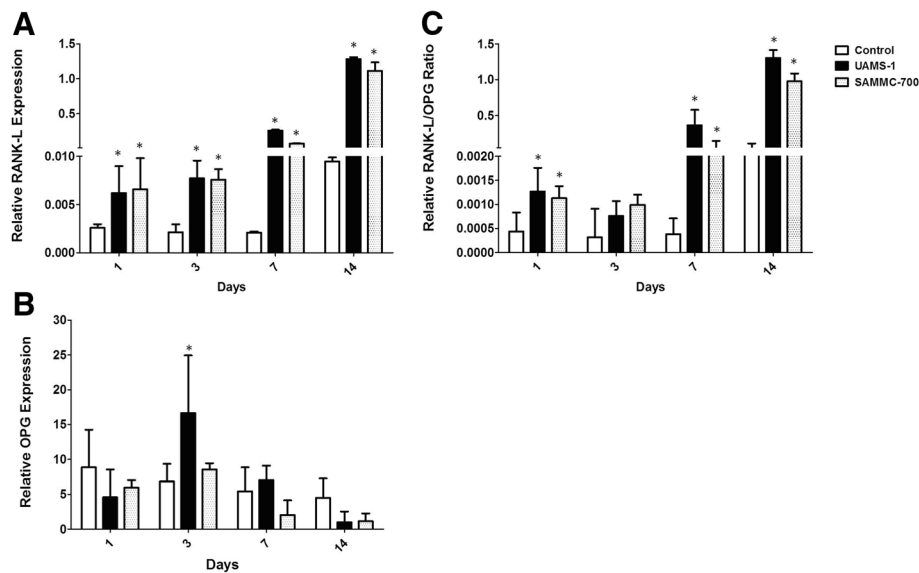 A
Relative RANK-L Expression
1.5
1.0
0.5
0.010
0.005
0.000
* * * * * * * *
1 3 7 14
Days
C
Relative RANK-L/OPG Ratio
1.5
1.0
0.5
0.0020
0.0015
0.0010
0.0005
0.0000
* * * * * *
1 3 7 14
Days
Control
UAMS-1
SAMMC-700
B
Relative OPG Expression
30
25
20
15
10
5
0
*
1 3 7 14
Days